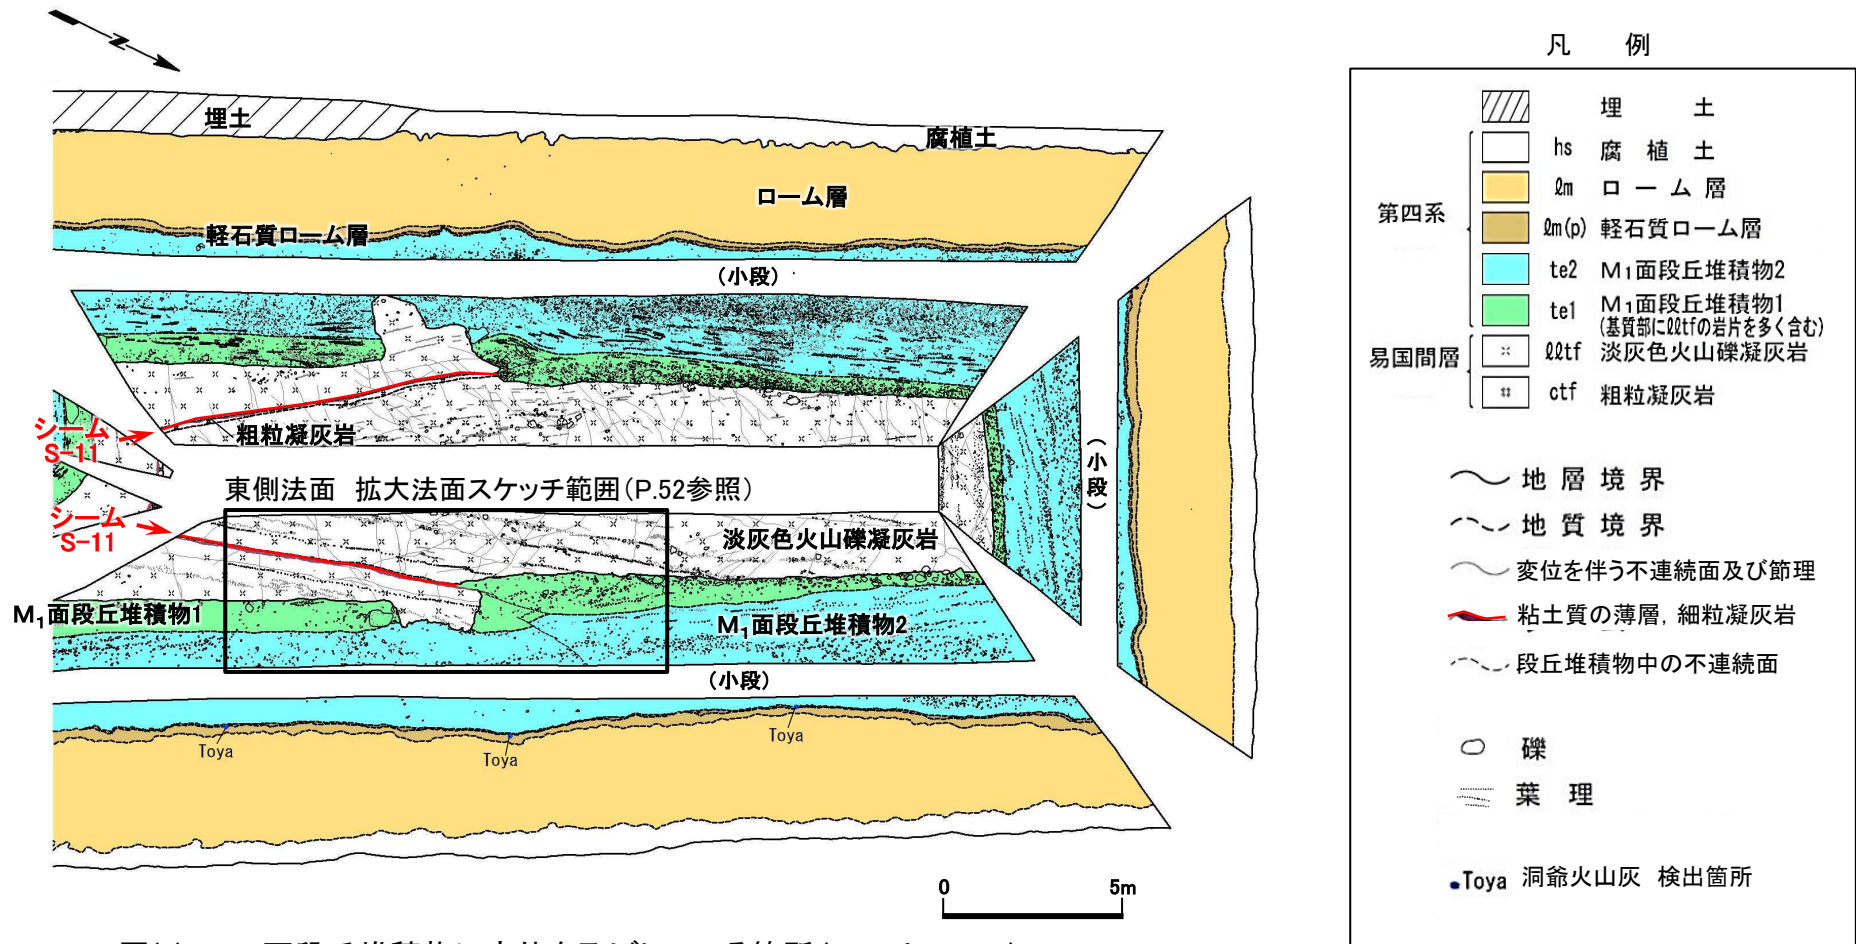 N
埋土
腐植土
ローム層
軽石質ローム層
(小段)
シーム
S-11
粗粒凝灰岩
東側法面 拡大法面スケッチ範囲(P.52参照)
(小段)
シーム
S-11
淡灰色火山礫凝灰岩
M₁面段丘堆積物1
M₁面段丘堆積物2
(小段)
Toya
Toya
Toya
0 5m
凡 例
埋 土
第四系
hs 腐 植 土
ℓm ロ ー ム 層
ℓm(p) 軽石質ローム層
te2 M₁面段丘堆積物2
te1 M₁面段丘堆積物1
(基質部にℓℓtfの岩片を多く含む)
易国間層
ℓℓtf 淡灰色火山礫凝灰岩
ctf 粗粒凝灰岩
地 層 境 界
地 質 境 界
変位を伴う不連続面及び節理
粘土質の薄層, 細粒凝灰岩
段丘堆積物中の不連続面
礫
葉 理
Toya 洞爺火山灰 検出箇所